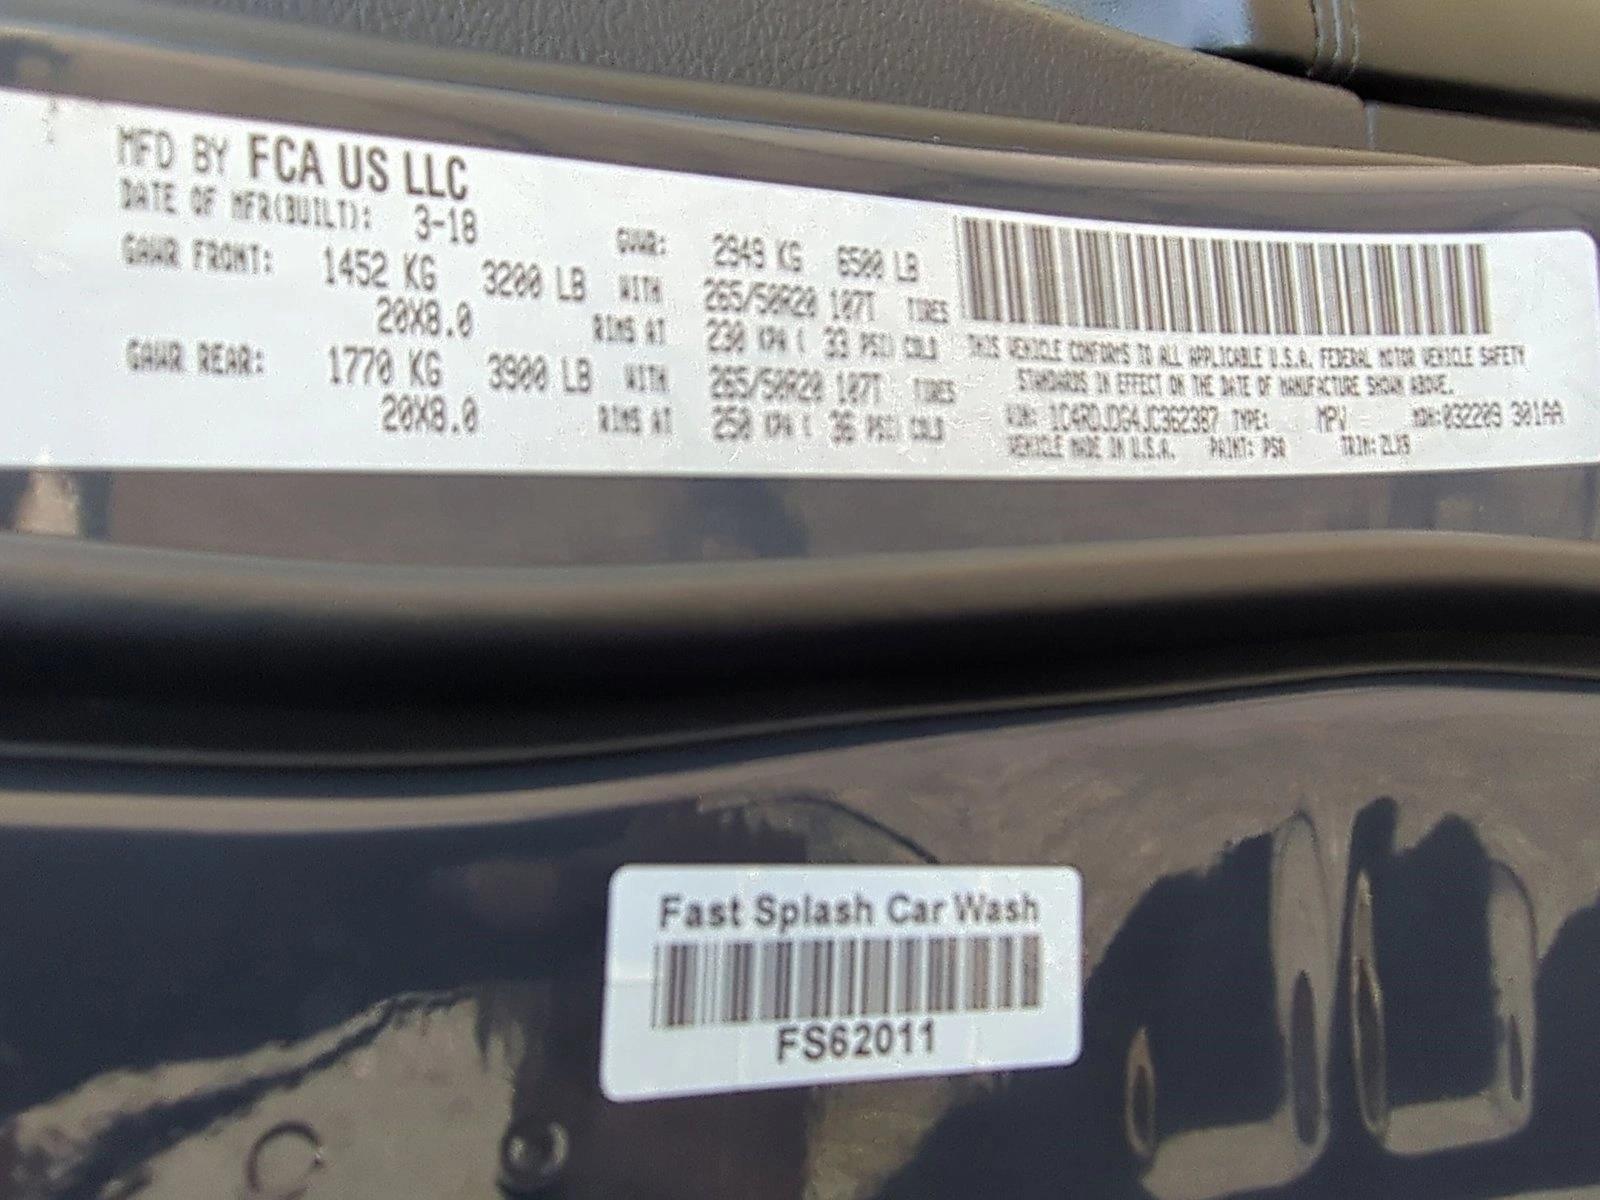 MFD BY FCA US LLC
DATE OF MFR(BUILT): 3-18 GVWR: 2949 KG 6500 LB
GAWR FRONT: 1452 KG 3200 LB WITH 265/50R20 107T TIRES
20X8.0 RIMS AT 230 KPA ( 33 PSI) COLD
GAWR REAR: 1770 KG 3900 LB WITH 265/50R20 107T TIRES
20X8.0 RIMS AT 250 KPA ( 36 PSI) COLD
THIS VEHICLE CONFORMS TO ALL APPLICABLE U.S.A. FEDERAL MOTOR VEHICLE SAFETY
STANDARDS IN EFFECT ON THE DATE OF MANUFACTURE SHOWN ABOVE.
VIN: 1C4RDJDG4JC362387 TYPE: MPV MDH:032209 301AA
VEHICLE MADE IN U.S.A. PAINT: TRIM:
Fast Splash Car Wash
FS62011